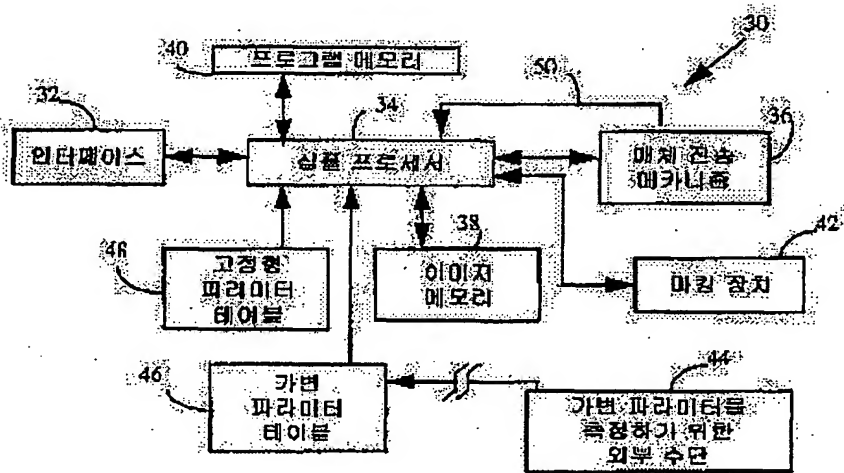 30
40
프로그램 메모리
50
32
34
36
인터페이스
심플 프로세서
매체 전송
메카니즘
48
38
42
고정형
파라미터
테이블
이미지
메모리
마킹 장치
46
44
가변
파라미터
테이블
가변 파라미터를
측정하기 위한
외부 수단